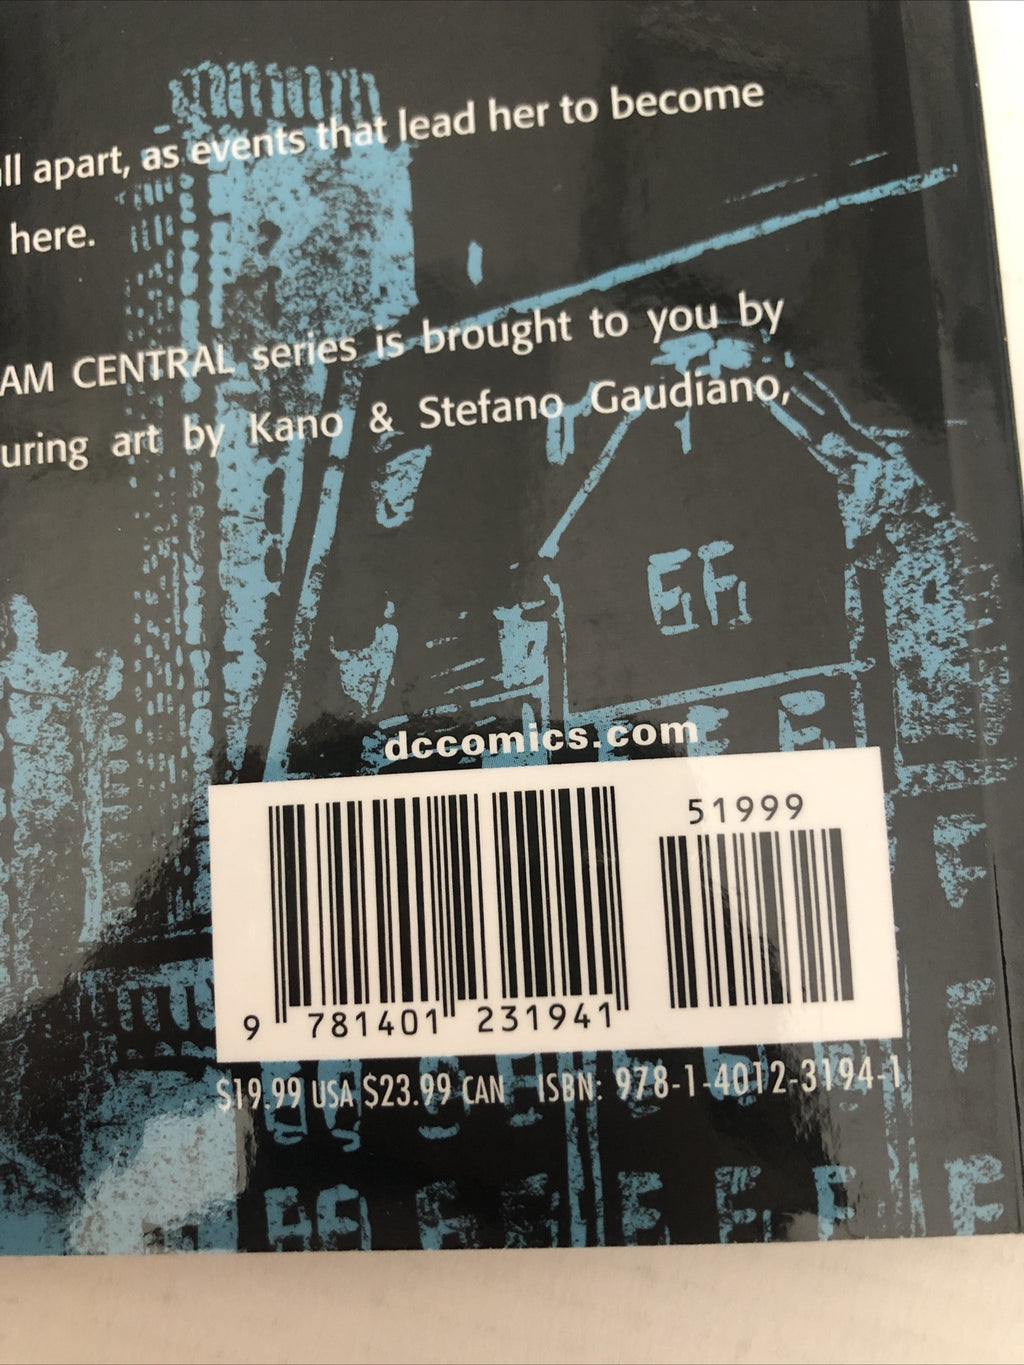 ll apart, as events that lead her to become
here.
AM CENTRAL series is brought to you by
uring art by Kano & Stefano Gaudiano,
dccomics.com
51999
9 781401 231941
$19.99 USA $23.99 CAN ISBN: 978-1-4012-3194-1